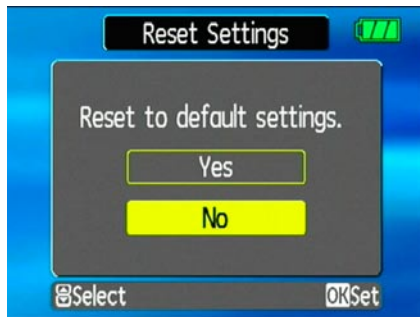 Reset Settings
Reset to default settings.
Yes
No
Select OK Set